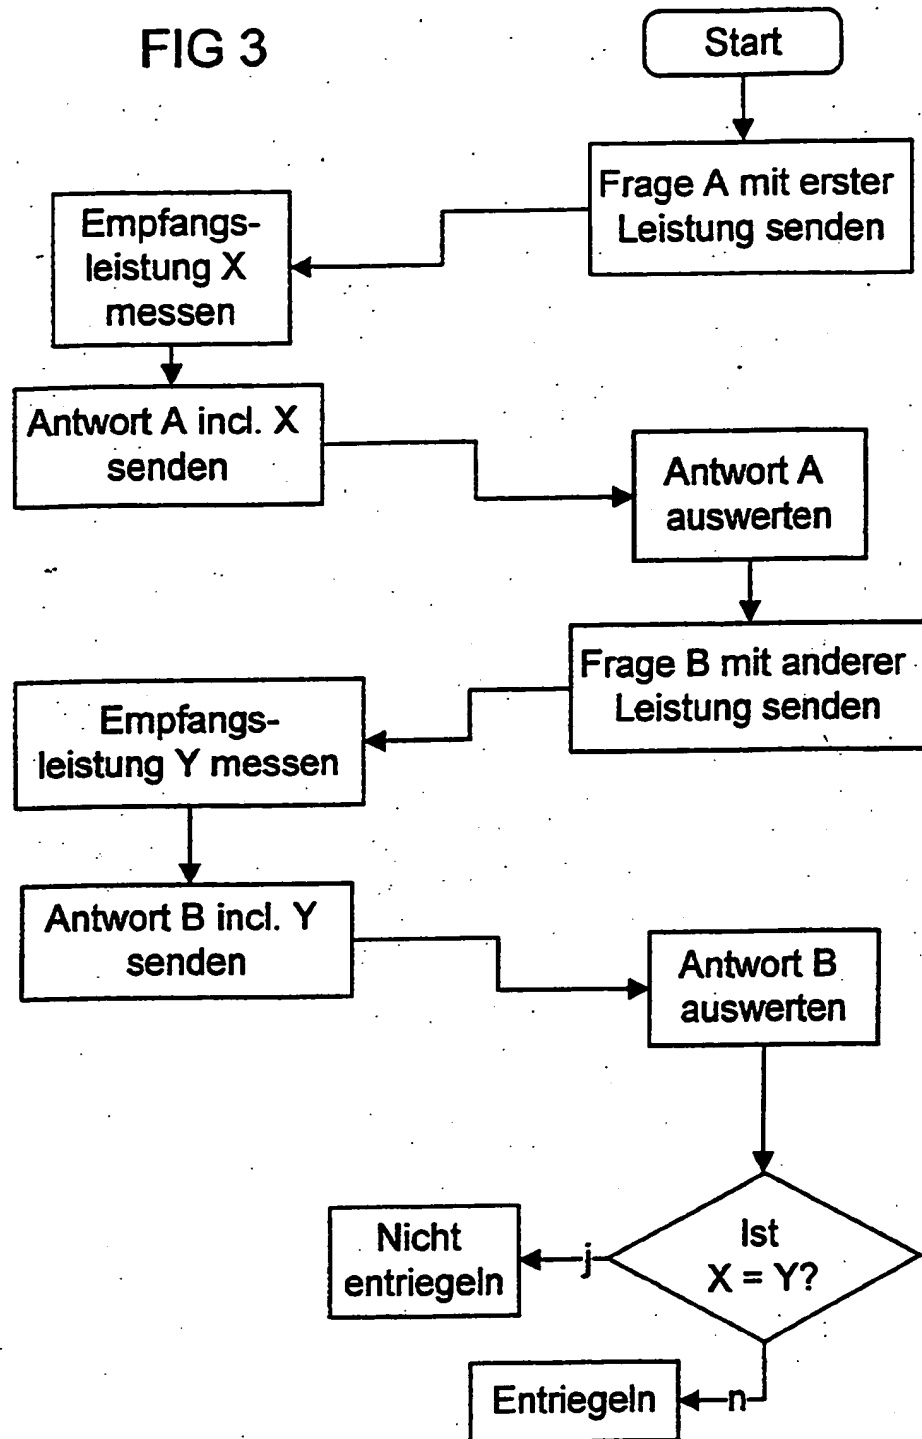 FIG 3
Start
Frage A mit erster
Leistung senden
Empfangs-
leistung X
messen
Antwort A incl. X
senden
Antwort A
auswerten
Frage B mit anderer
Leistung senden
Empfangs-
leistung Y messen
Antwort B incl. Y
senden
Antwort B
auswerten
Ist
X = Y?
j
Nicht
entriegeln
n
Entriegeln